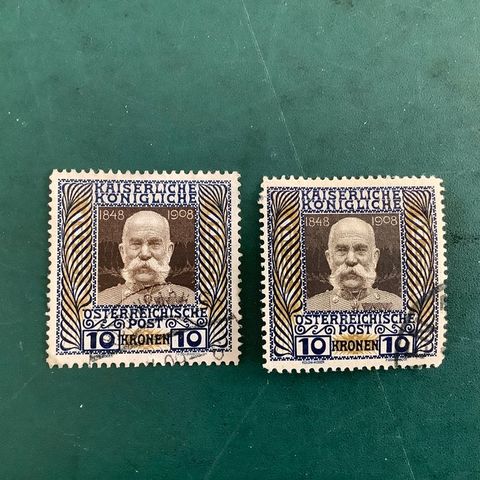 KAISERLICHE
KÖNIGLICHE
1848 1908
ÖSTERREICHISCHE
POST
10 KRONEN 10
KAISERLICHE
KÖNIGLICHE
1848 1908
ÖSTERREICHISCHE
POST
10 KRONEN 10